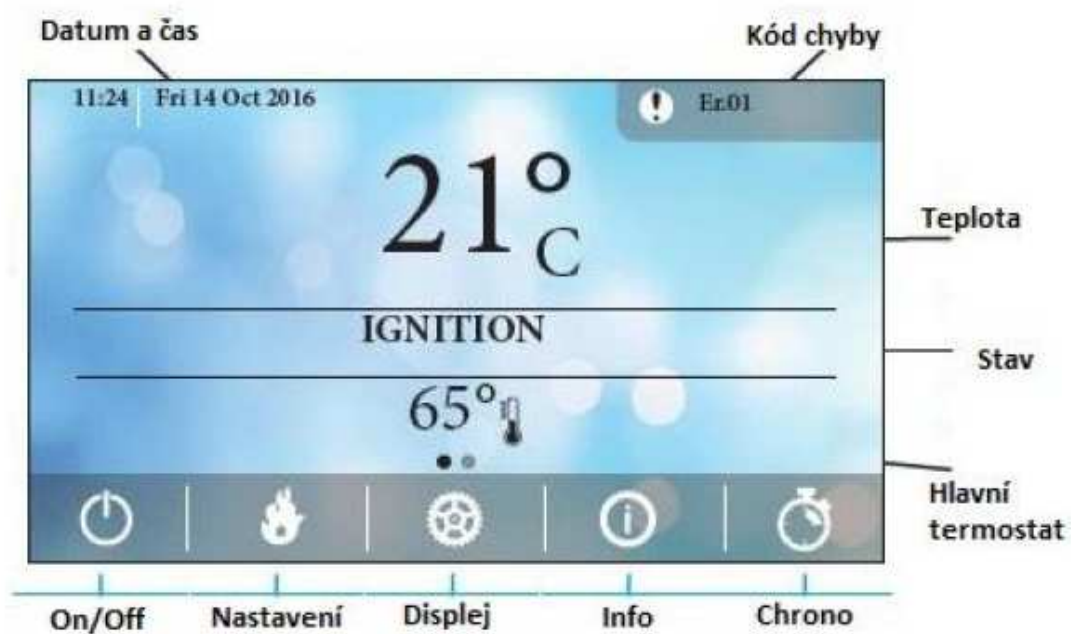 Datum a čas
Kód chyby
11:24 Fri 14 Oct 2016
Er.01
21°
C
Teplota
IGNITION
Stav
65°
Hlavní
termostat
On/Off Nastavení Displej Info Chrono